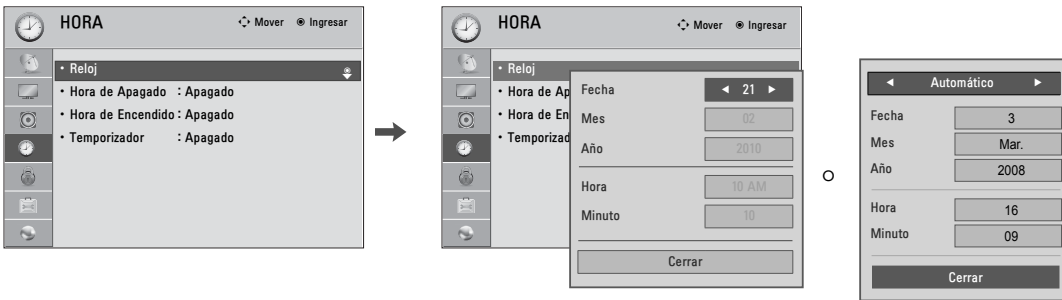 HORA
Mover
Ingresar
• Reloj
• Hora de Apagado : Apagado
• Hora de Encendido : Apagado
• Temporizador : Apagado
HORA
Mover
Ingresar
• Reloj
• Hora de Ap
• Hora de En
• Temporizad
Fecha ◄ 21 ►
Mes 02
Año 2010
Hora 10 AM
Minuto 10
Cerrar
o
◄ Automático ►
Fecha 3
Mes Mar.
Año 2008
Hora 16
Minuto 09
Cerrar